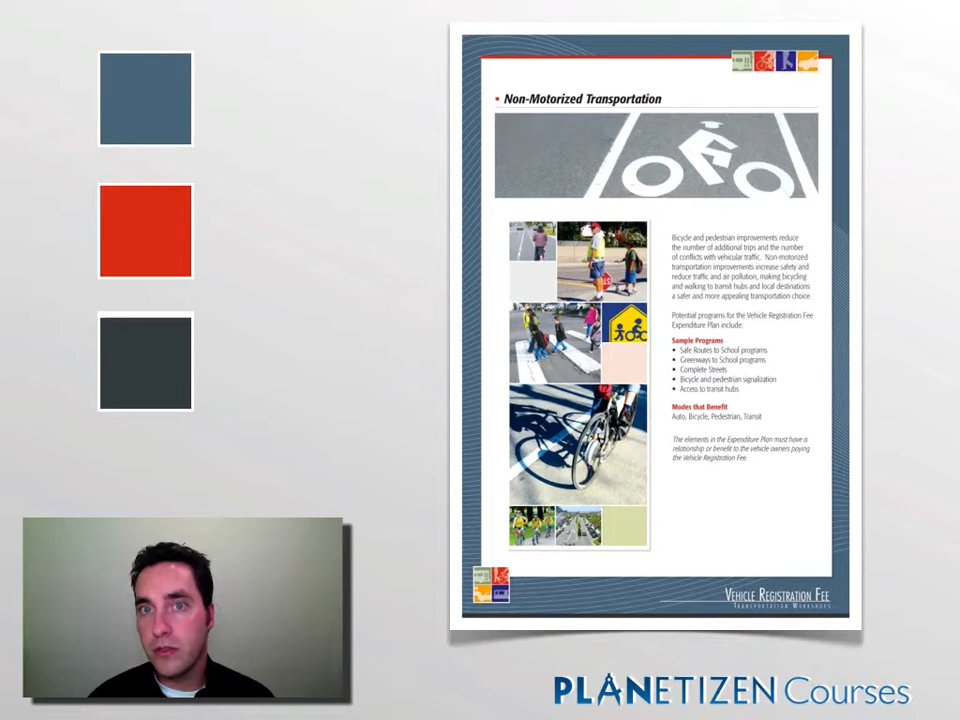 Non-Motorized Transportation
Bicycle and pedestrian improvements reduce
the number of additional trips and the number
of conflicts with vehicular traffic. Non-motorized
transportation improvements increase safety and
reduce traffic and air pollution, making bicycling
and walking to transit hubs and local destinations
a safer and more appealing transportation choice.
Potential programs for the Vehicle Registration Fee
Expenditure Plan include:
Sample Programs
▪ Safe Routes to School programs
▪ Greenways to School programs
▪ Complete Streets
▪ Bicycle and pedestrian signalization
▪ Access to transit hubs
Modes that Benefit
Auto, Bicycle, Pedestrian, Transit
The elements in the Expenditure Plan must have a
relationship or benefit to the vehicle owners paying
the Vehicle Registration Fee.
VEHICLE REGISTRATION FEE
TRANSPORTATION WORKSHOPS
PLANETIZEN Courses